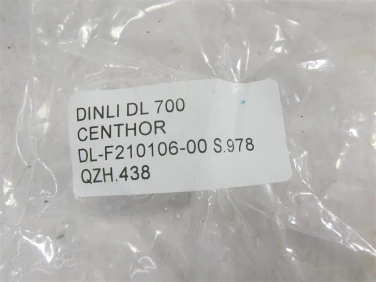 DINLI DL 700
CENTHOR
DL-F210106-00 S.978
QZH.438